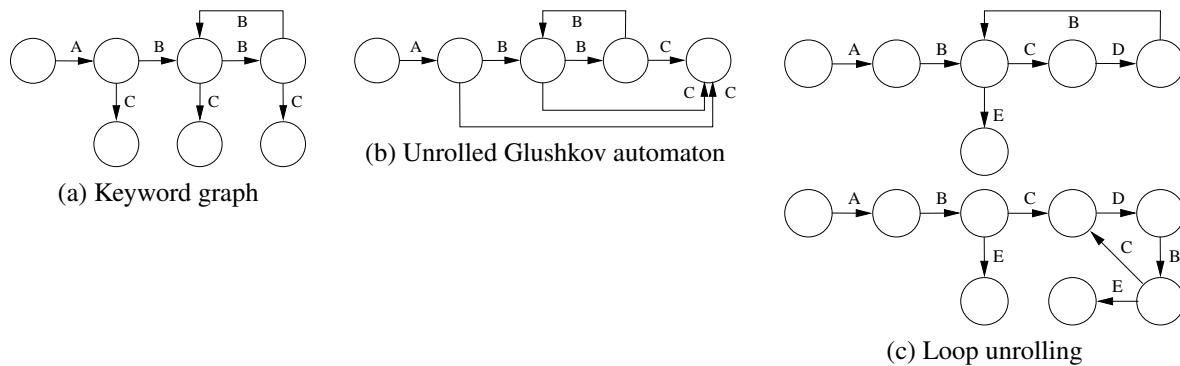 B
A B B
C C C
(a) Keyword graph
B
A B B C
C C
(b) Unrolled Glushkov automaton
B
A B C D
E
A B C D
E C B
E
(c) Loop unrolling